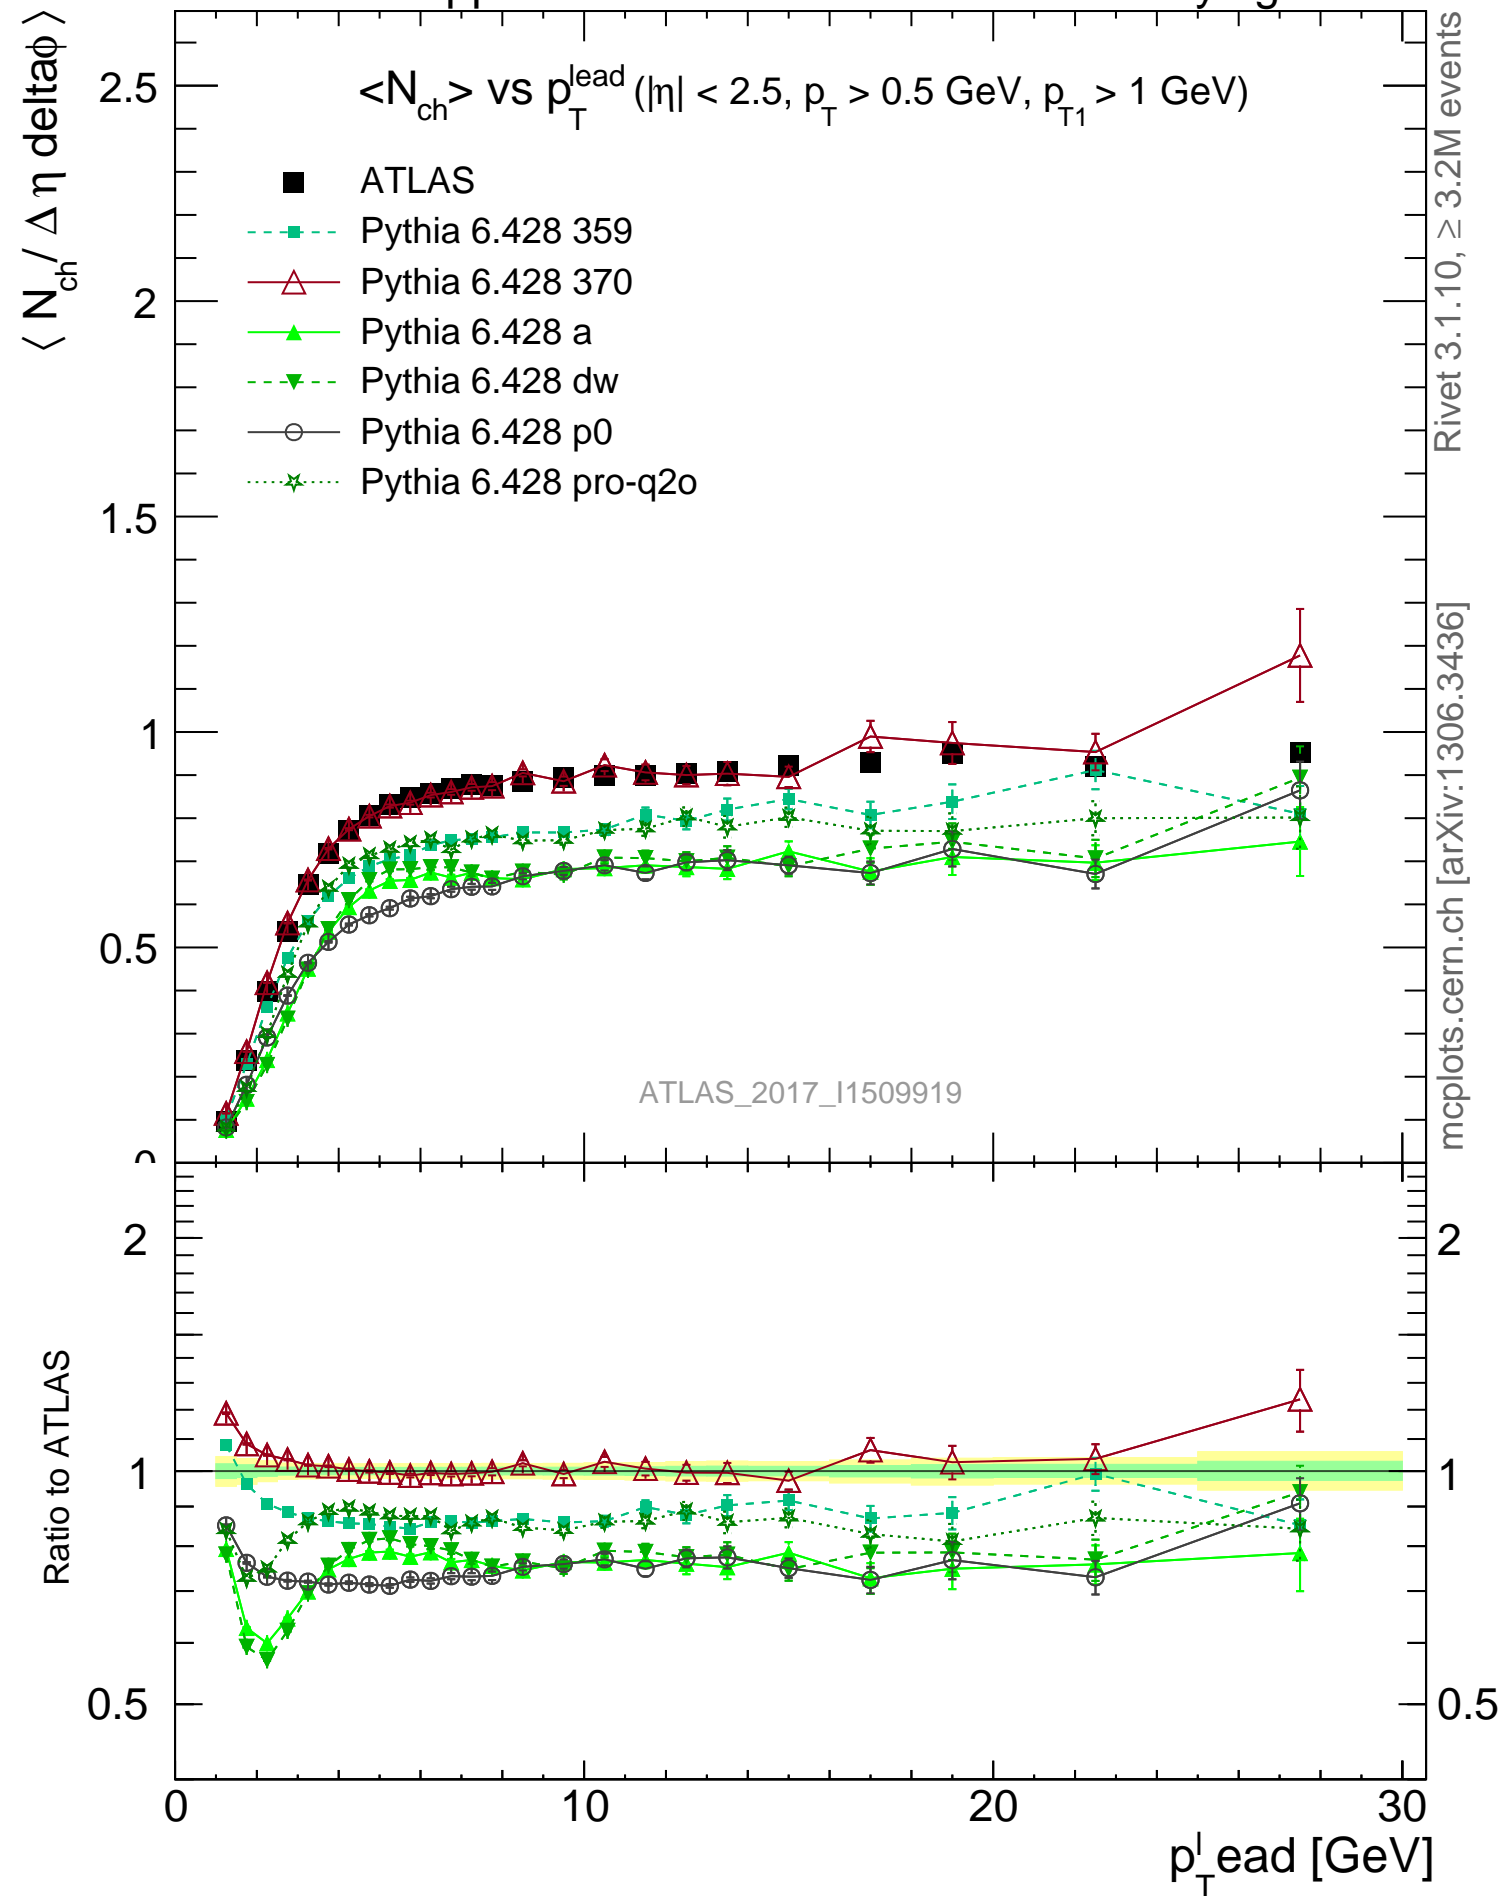 <N_ch> vs p_T^lead (|η| < 2.5, p_T > 0.5 GeV, p_T1 > 1 GeV)
⟨ N_ch/ Δ η deltaϕ ⟩
2.5
2
1.5
1
0.5
0
ATLAS
Pythia 6.428 359
Pythia 6.428 370
Pythia 6.428 a
Pythia 6.428 dw
Pythia 6.428 p0
Pythia 6.428 pro-q2o
ATLAS_2017_I1509919
Rivet 3.1.10, ≥ 3.2M events
mcplots.cern.ch [arXiv:1306.3436]
Ratio to ATLAS
2
1
0.5
2
1
0.5
0
10
20
30
p_T^lead [GeV]